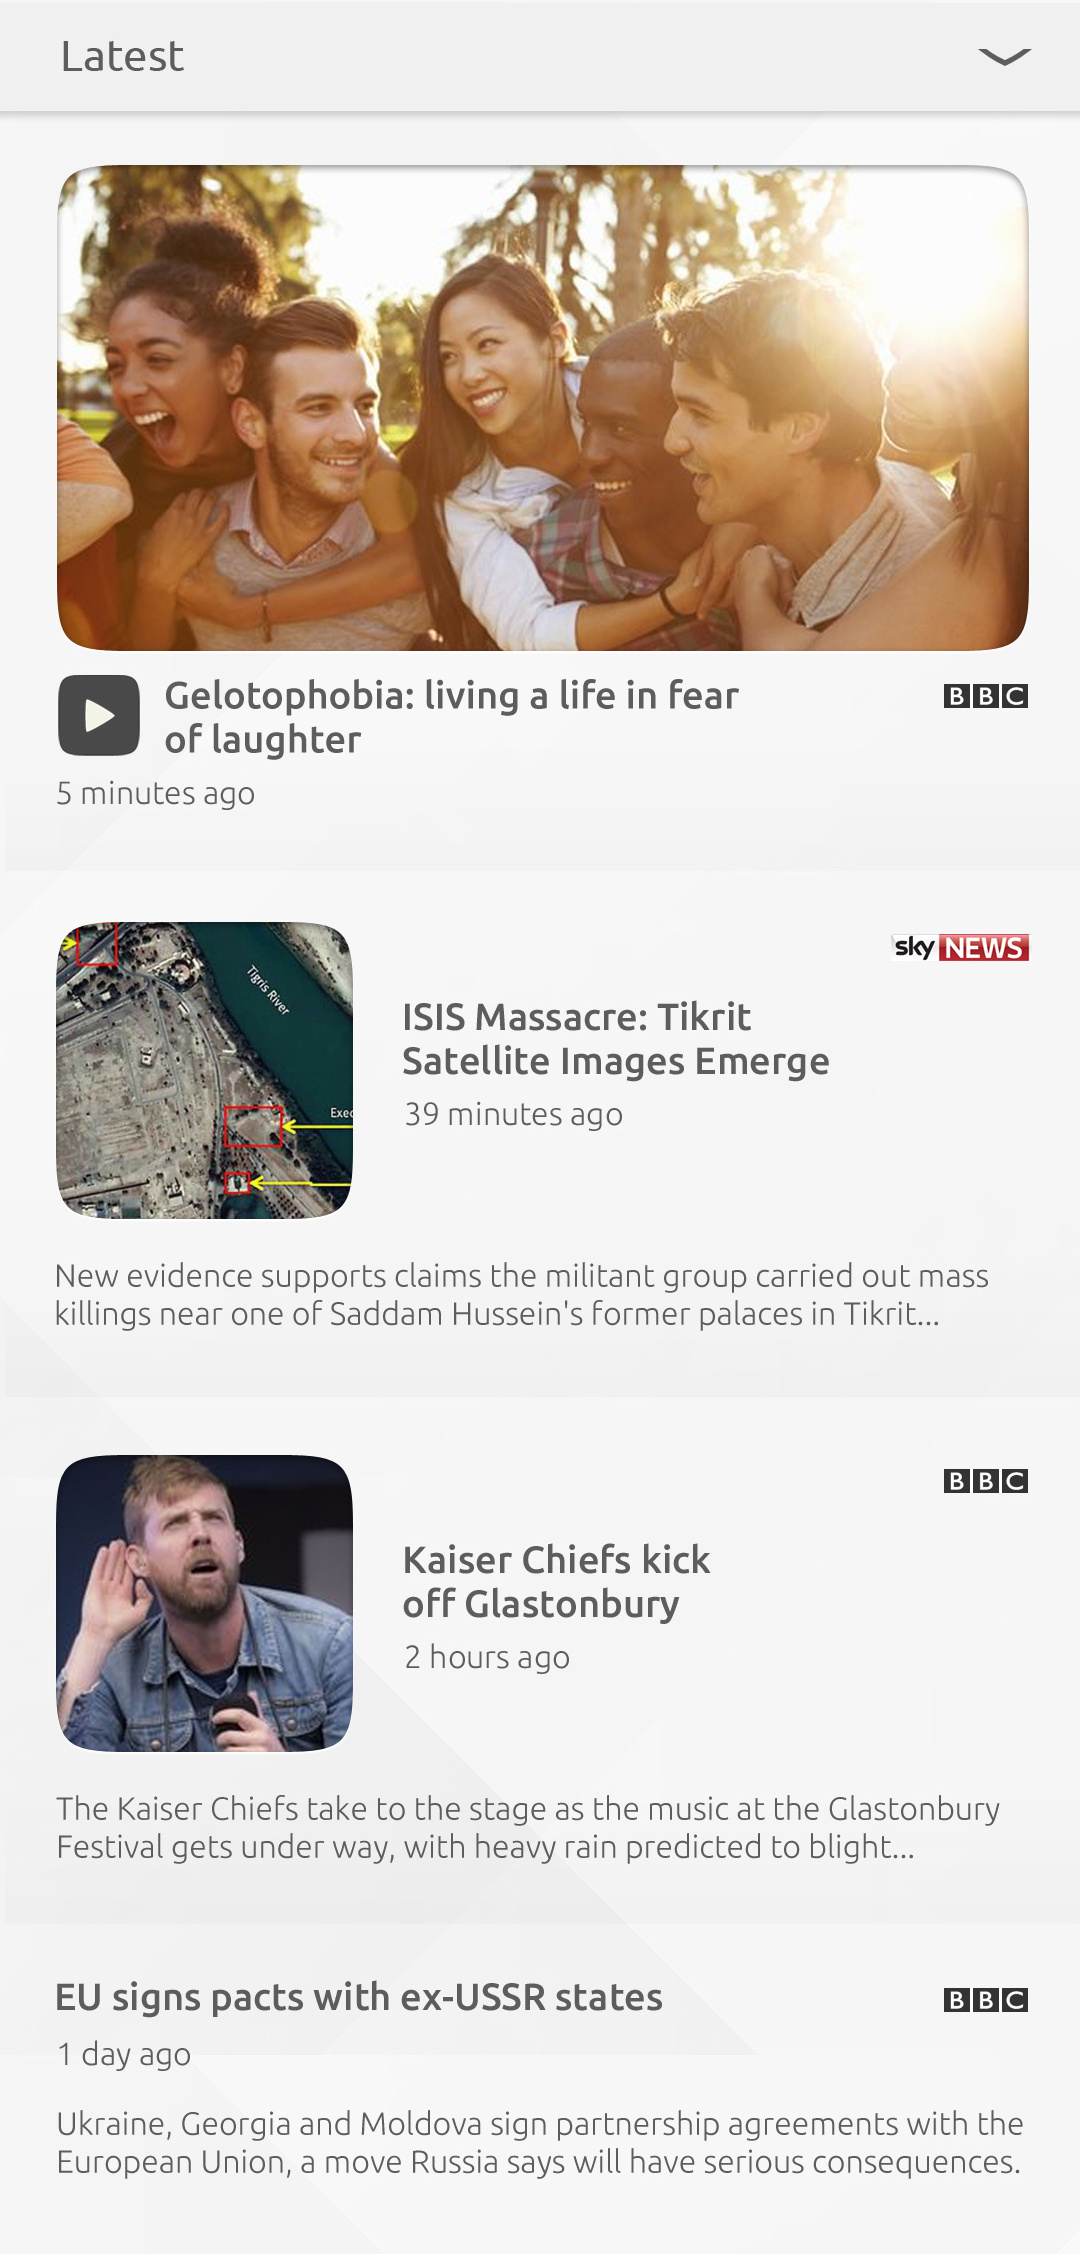 Latest
Gelotophobia: living a life in fear
of laughter
BBC
5 minutes ago
sky NEWS
Tigris River
Exec
ISIS Massacre: Tikrit
Satellite Images Emerge
39 minutes ago
New evidence supports claims the militant group carried out mass
killings near one of Saddam Hussein's former palaces in Tikrit...
BBC
Kaiser Chiefs kick
off Glastonbury
2 hours ago
The Kaiser Chiefs take to the stage as the music at the Glastonbury
Festival gets under way, with heavy rain predicted to blight...
EU signs pacts with ex-USSR states
BBC
1 day ago
Ukraine, Georgia and Moldova sign partnership agreements with the
European Union, a move Russia says will have serious consequences.